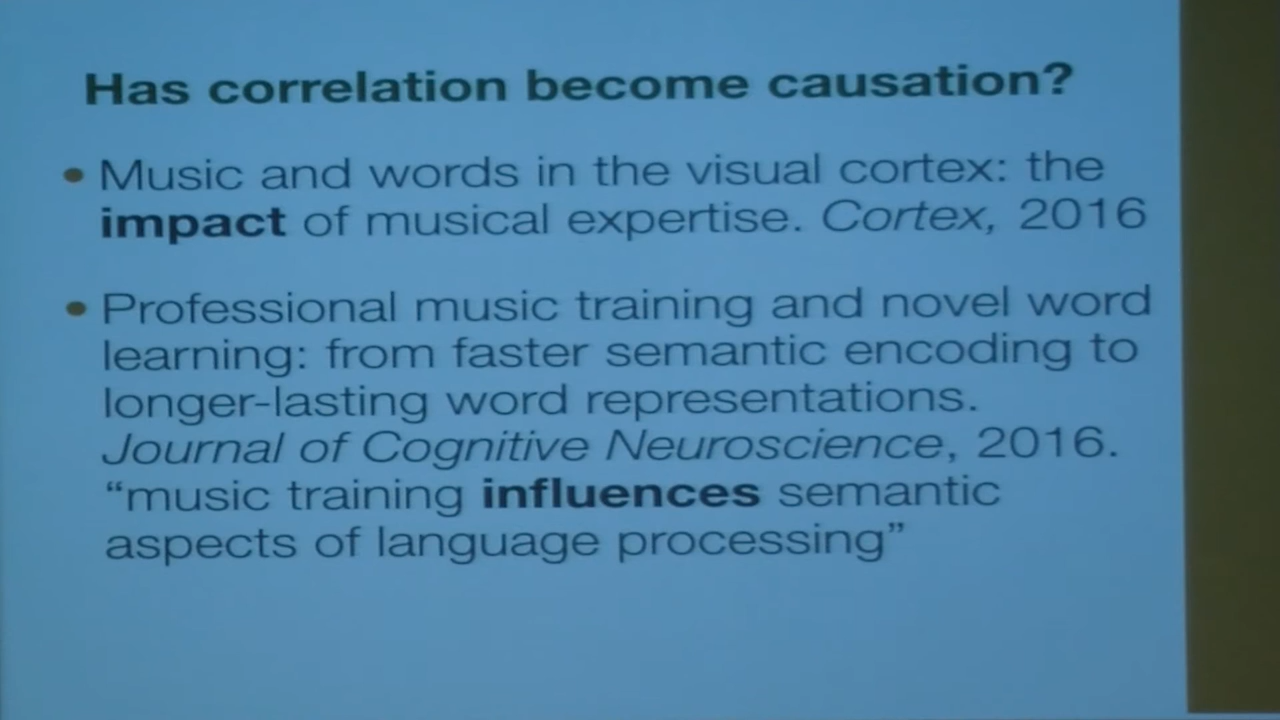 Has correlation become causation?
• Music and words in the visual cortex: the
impact of musical expertise. Cortex, 2016
• Professional music training and novel word
learning: from faster semantic encoding to
longer-lasting word representations.
Journal of Cognitive Neuroscience, 2016.
“music training influences semantic
aspects of language processing”